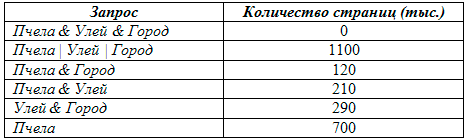 Запрос Количество страниц (тыс.)
Пчела & Улей & Город 0
Пчела | Улей | Город 1100
Пчела & Город 120
Пчела & Улей 210
Улей & Город 290
Пчела 700